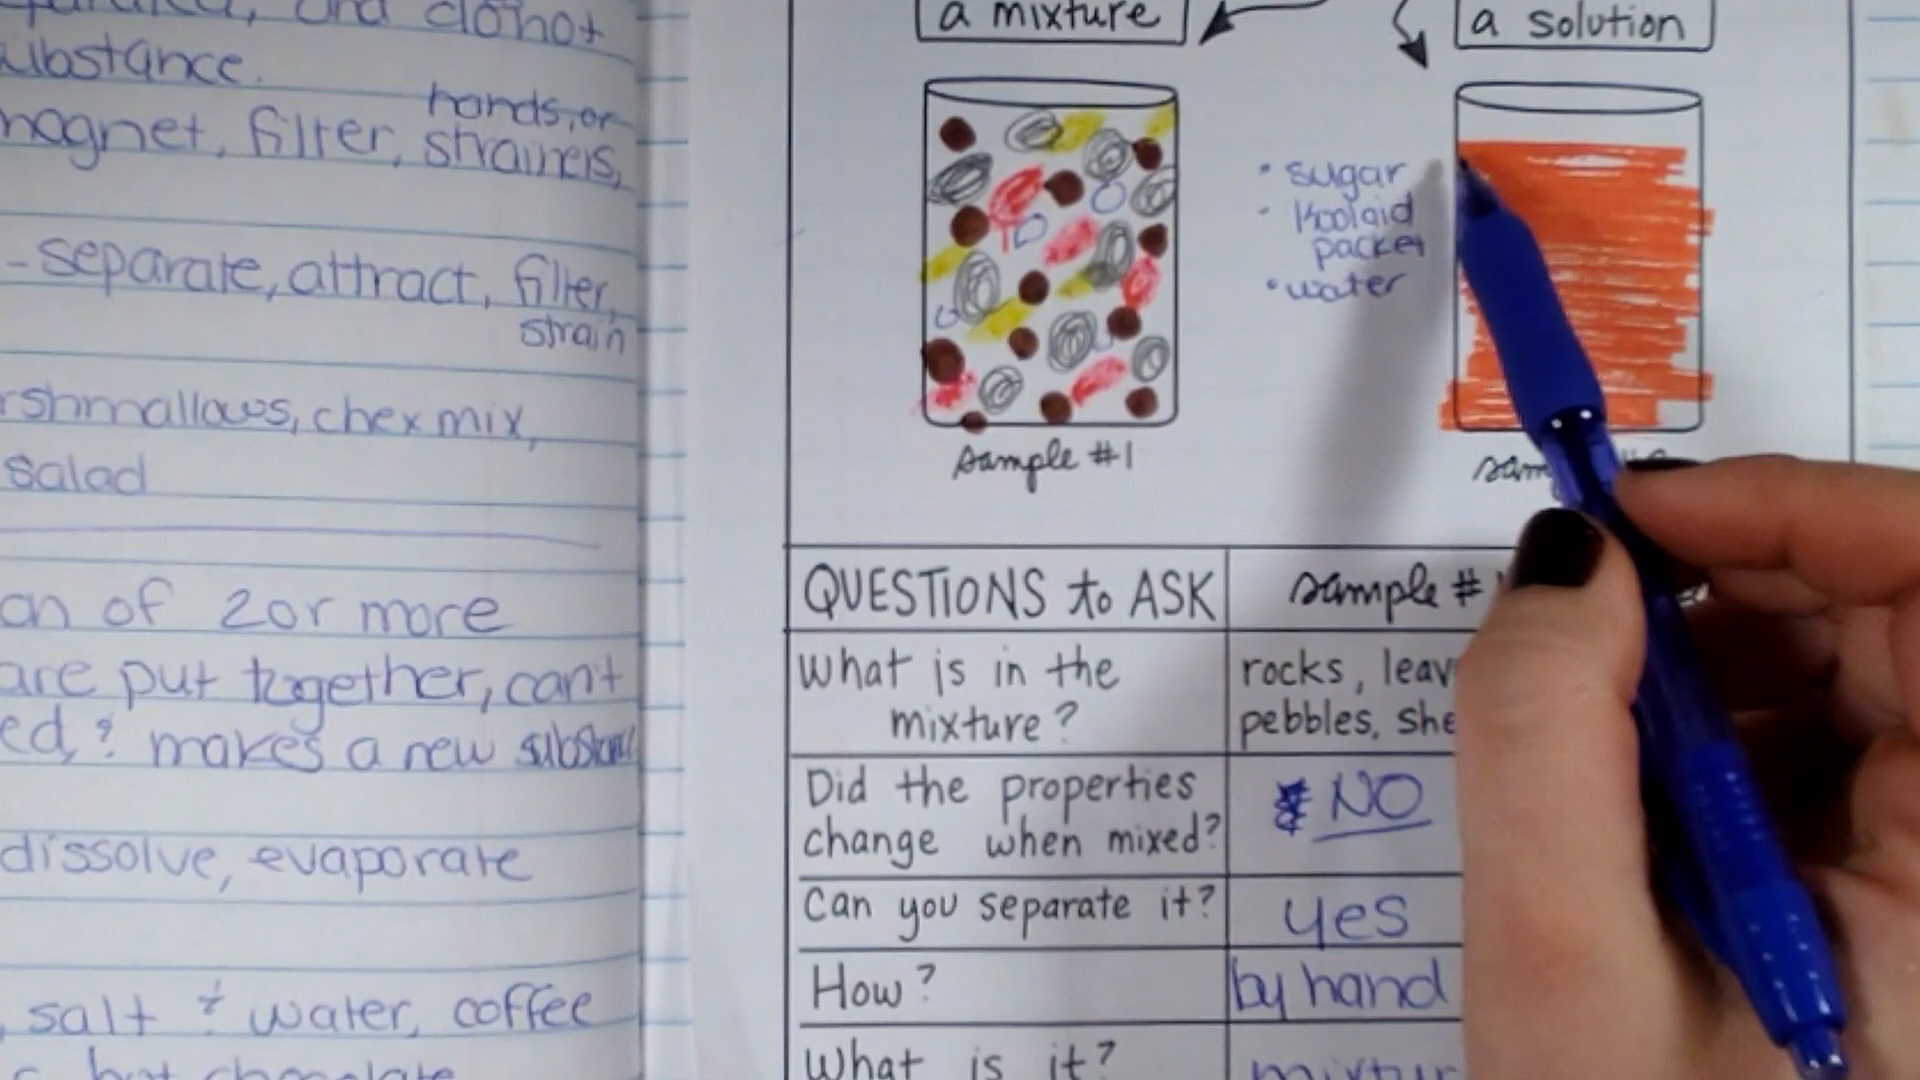 and do not
substance.
hands, or
magnet, filter, strainers,
- separate, attract, filter,
strain
chex mix,
salad
of 2 or more
are put together, can't
makes a new substance
dissolve, evaporate
salt & water, coffee
hot chocolate
a mixture
a solution
• sugar
• Koolaid
packet
• water
sample #1
QUESTIONS to ASK
sample #
What is in the
mixture?
rocks,
pebbles,
Did the properties
change when mixed?
NO
Can you separate it?
yes
How?
by hand
What is it?